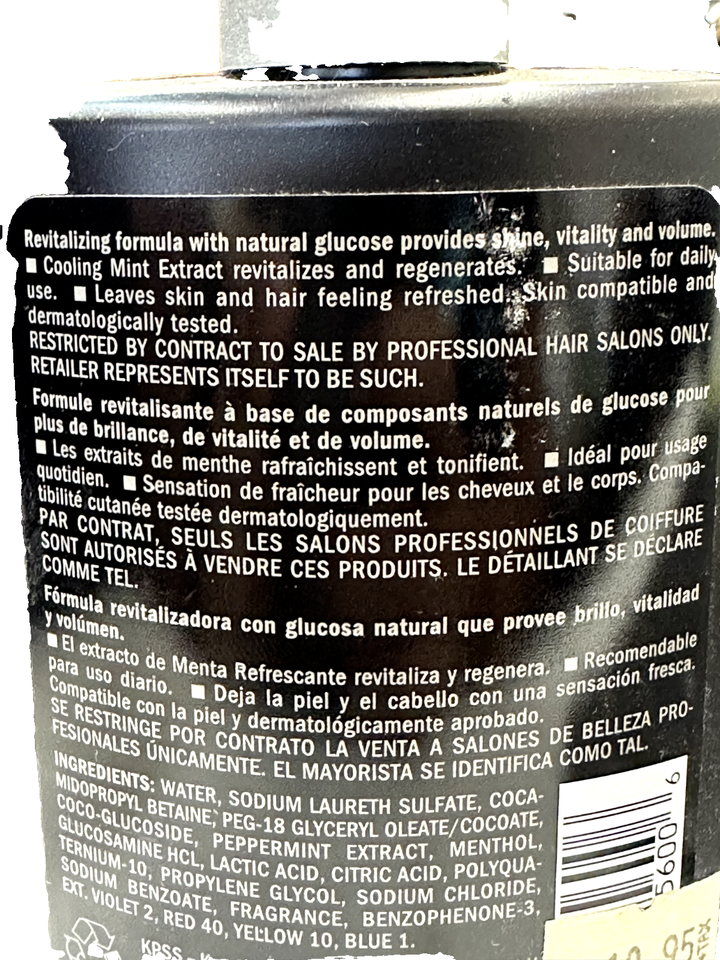 Revitalizing formula with natural glucose provides shine, vitality and volume.
■ Cooling Mint Extract revitalizes and regenerates. ■ Suitable for daily
use. ■ Leaves skin and hair feeling refreshed. Skin compatible and
dermatologically tested.
RESTRICTED BY CONTRACT TO SALE BY PROFESSIONAL HAIR SALONS ONLY.
RETAILER REPRESENTS ITSELF TO BE SUCH.
Formule revitalisante à base de composants naturels de glucose pour
plus de brillance, de vitalité et de volume.
■ Les extraits de menthe rafraîchissent et tonifient. ■ Idéal pour usage
quotidien. ■ Sensation de fraîcheur pour les cheveux et le corps. Compa-
tibilité cutanée testée dermatologiquement.
PAR CONTRAT, SEULS LES SALONS PROFESSIONNELS DE COIFFURE
SONT AUTORISÉS À VENDRE CES PRODUITS. LE DÉTAILLANT SE DÉCLARE
COMME TEL.
Fórmula revitalizadora con glucosa natural que provee brillo, vitalidad
y volúmen.
■ El extracto de Menta Refrescante revitaliza y regenera. ■ Recomendable
para uso diario. ■ Deja la piel y el cabello con una sensación fresca.
Compatible con la piel y dermatológicamente aprobado.
SE RESTRINGE POR CONTRATO LA VENTA A SALONES DE BELLEZA PRO-
FESIONALES ÚNICAMENTE. EL MAYORISTA SE IDENTIFICA COMO TAL.
INGREDIENTS: WATER, SODIUM LAURETH SULFATE, COCA-
MIDOPROPYL BETAINE, PEG-18 GLYCERYL OLEATE/COCOATE,
COCO-GLUCOSIDE, PEPPERMINT EXTRACT, MENTHOL,
GLUCOSAMINE HCL, LACTIC ACID, CITRIC ACID, POLYQUA-
TERNIUM-10, PROPYLENE GLYCOL, SODIUM CHLORIDE,
SODIUM BENZOATE, FRAGRANCE, BENZOPHENONE-3,
EXT. VIOLET 2, RED 40, YELLOW 10, BLUE 1.
KPSS
5600 6
95